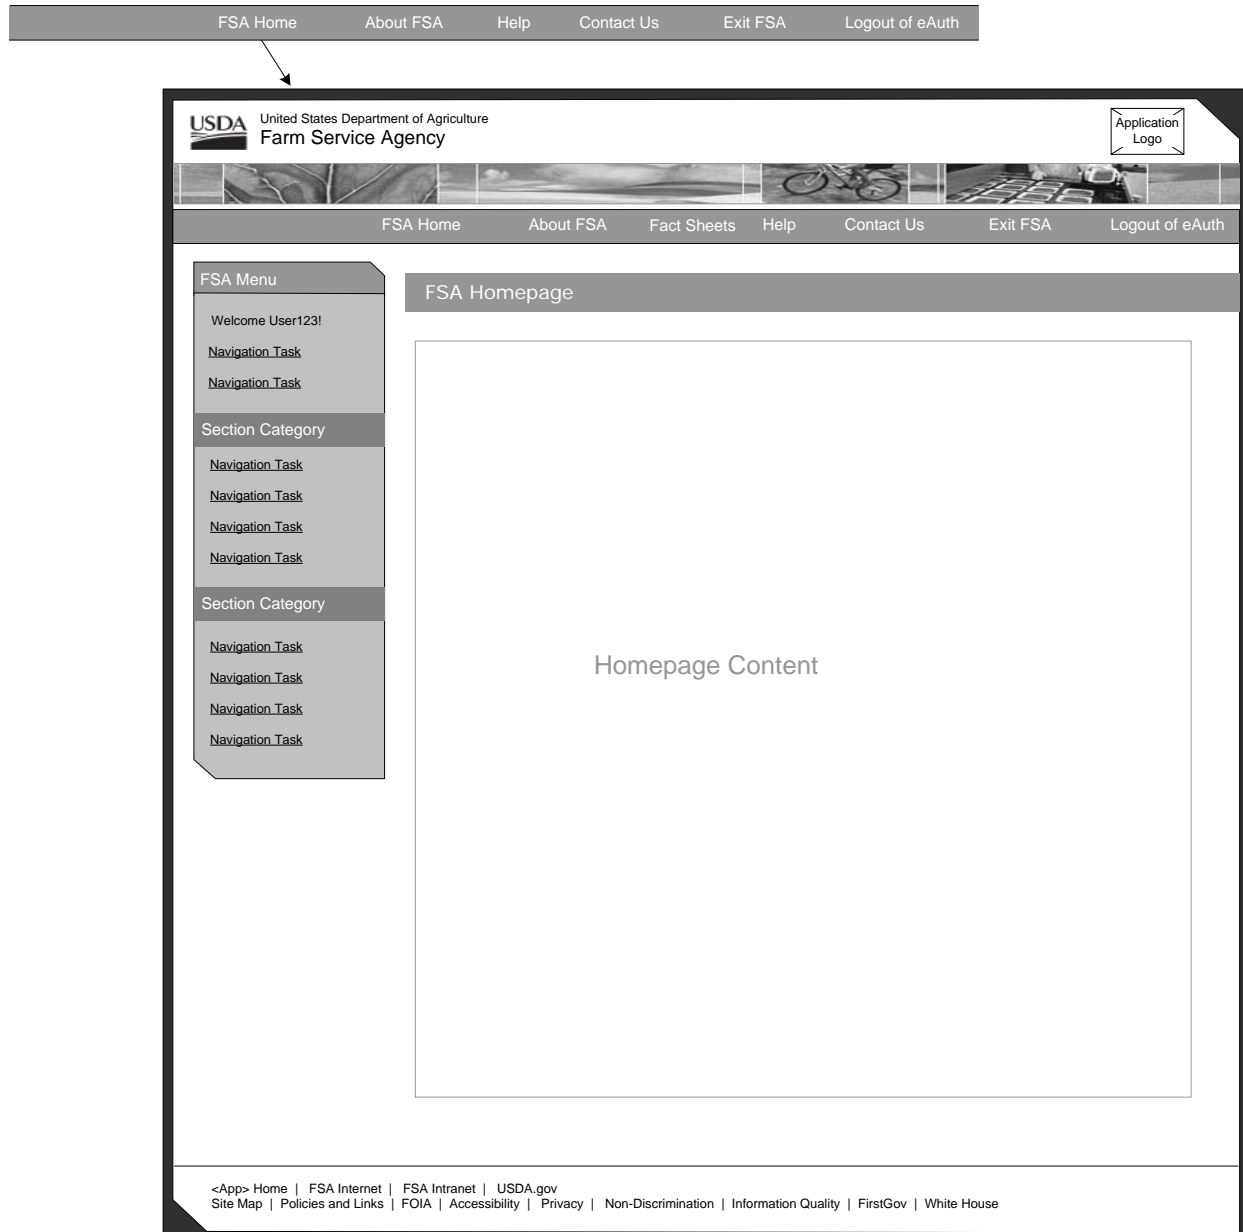 FSA Home About FSA Help Contact Us Exit FSA Logout of eAuth
USDA
United States Department of Agriculture
Farm Service Agency
Application
Logo
FSA Home About FSA Fact Sheets Help Contact Us Exit FSA Logout of eAuth
FSA Menu
Welcome User123!
Navigation Task
Navigation Task
Section Category
Navigation Task
Navigation Task
Navigation Task
Navigation Task
Section Category
Navigation Task
Navigation Task
Navigation Task
Navigation Task
FSA Homepage
Homepage Content
<App> Home | FSA Internet | FSA Intranet | USDA.gov
Site Map | Policies and Links | FOIA | Accessibility | Privacy | Non-Discrimination | Information Quality | FirstGov | White House